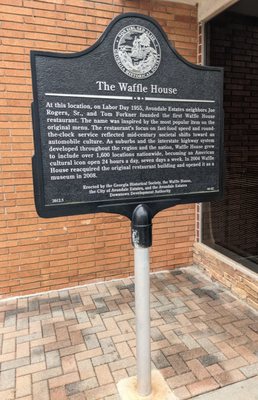 The Waffle House
At this location, on Labor Day 1955, Avondale Estates neighbors Joe
Rogers, Sr., and Tom Forkner founded the first Waffle House
restaurant. The name was inspired by the most popular item on the
original menu. The restaurant's focus on fast-food speed and round-
the-clock service reflected mid-century societal shifts toward an
automobile culture. As suburbs and the interstate highway system
developed throughout the region and the nation, Waffle House grew
to include over 1,600 locations nationwide, becoming an American
cultural icon open 24 hours a day, seven days a week. In 2004 Waffle
House reacquired the original restaurant building and opened it as a
museum in 2008.
Erected by the Georgia Historical Society, the Waffle House,
the City of Avondale Estates, and the Avondale Estates
Downtown Development Authority